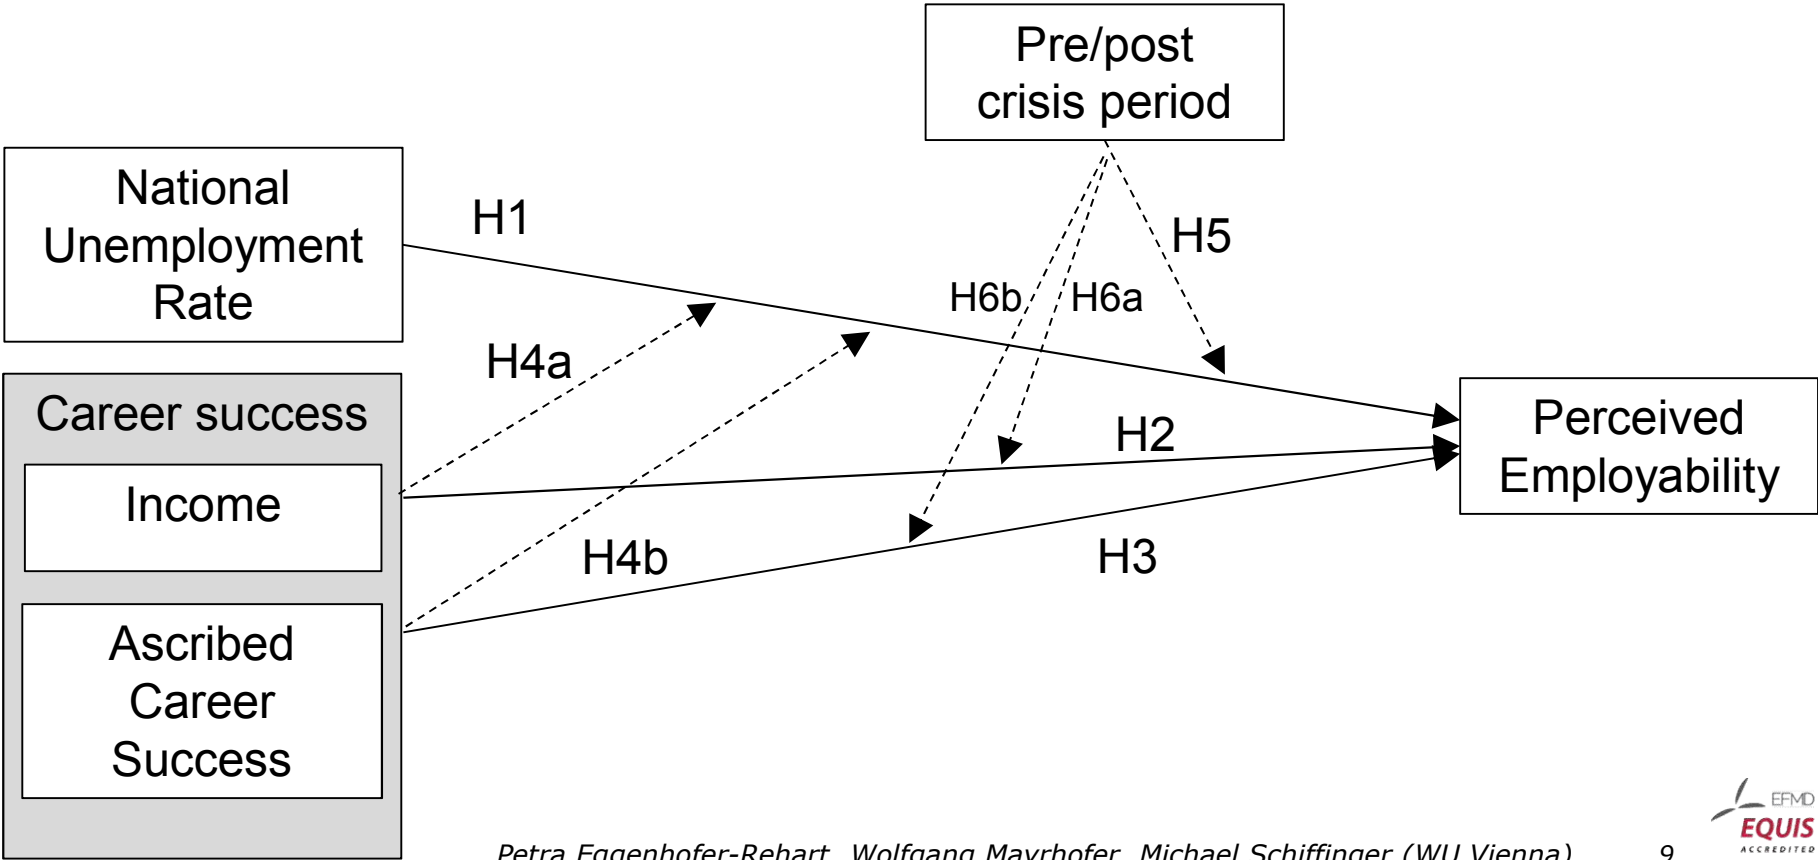 Pre/post
crisis period
National
Unemployment
Rate
H1
H5
H6b
H6a
H4a
Career success
H2
Perceived
Employability
Income
H4b
H3
Ascribed
Career
Success
EFMD
EQUIS
ACCREDITED
Petra Eggenhofer-Rehart, Wolfgang Mayrhofer, Michael Schiffinger (WU Vienna) 9